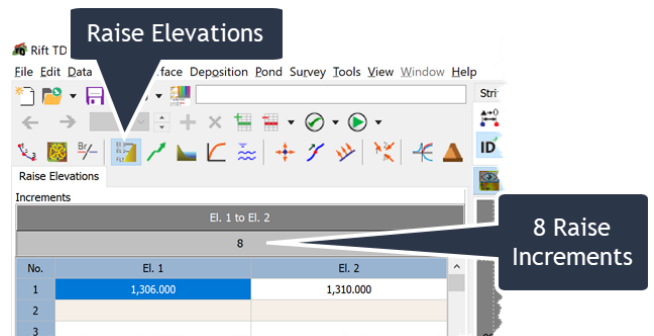 Raise Elevations
Rift TD
File Edit Data face Deposition Pond Survey Tools View Window Help
Stri
ID
Raise Elevations
Increments
El. 1 to El. 2
8
8 Raise
Increments
No. El. 1 El. 2
1 1,306.000 1,310.000
2
3